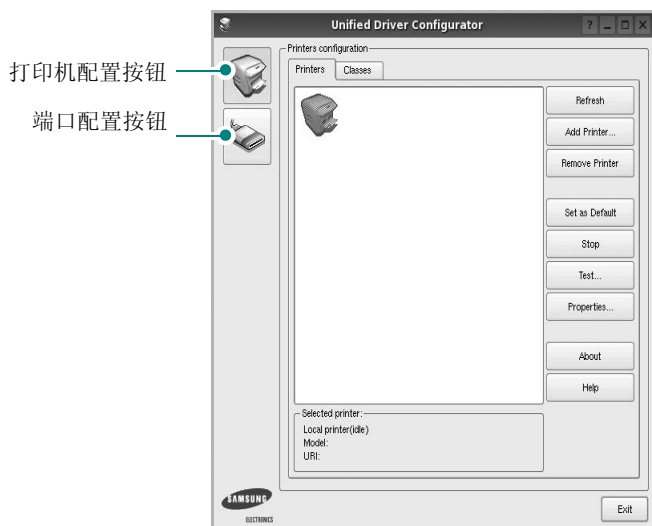 Unified Driver Configurator
打印机配置按钮
端口配置按钮
Printers configuration
Printers
Classes
Refresh
Add Printer...
Remove Printer
Set as Default
Stop
Test...
Properties...
About
Help
Selected printer:
Local printer(idle)
Model:
URI:
SAMSUNG
ELECTRONICS
Exit